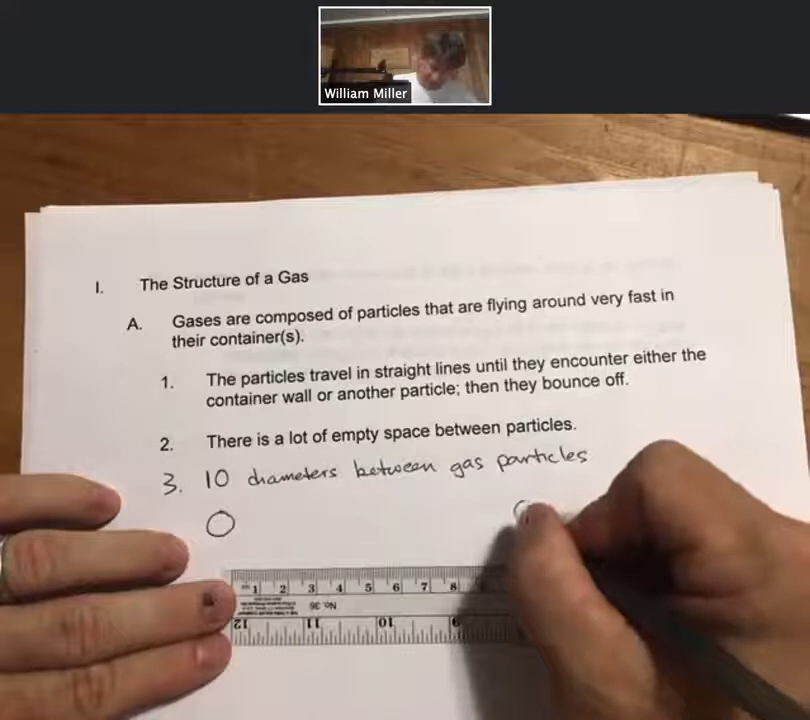 William Miller
I. The Structure of a Gas
A. Gases are composed of particles that are flying around very fast in
their container(s).
1. The particles travel in straight lines until they encounter either the
container wall or another particle; then they bounce off.
2. There is a lot of empty space between particles.
3. 10 diameters between gas particles
1 2 3 4 5 6 7 8
No. 36
12 11 10 9